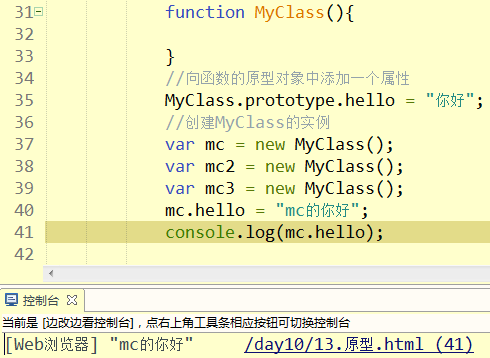 31 function MyClass(){
32
33 }
34 //向函数的原型对象中添加一个属性
35 MyClass.prototype.hello = "你好";
36 //创建MyClass的实例
37 var mc = new MyClass();
38 var mc2 = new MyClass();
39 var mc3 = new MyClass();
40 mc.hello = "mc的你好";
41 console.log(mc.hello);
42
控制台
当前是 [边改边看控制台]，点右上角工具条相应按钮可切换控制台
[Web浏览器] "mc的你好" /day10/13.原型.html (41)